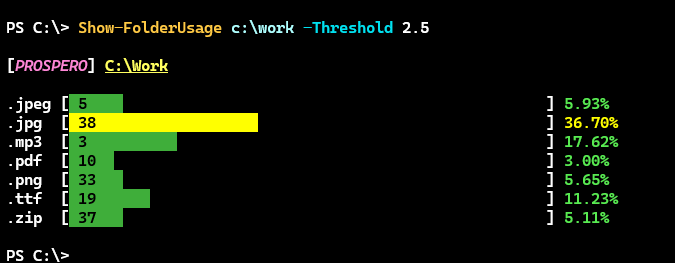 PS C:\> Show-FolderUsage c:\work -Threshold 2.5
[PROSPERO] C:\Work
.jpeg [ 5 ] 5.93%
.jpg [ 38 ] 36.70%
.mp3 [ 3 ] 17.62%
.pdf [ 10 ] 3.00%
.png [ 33 ] 5.65%
.ttf [ 19 ] 11.23%
.zip [ 37 ] 5.11%
PS C:\>